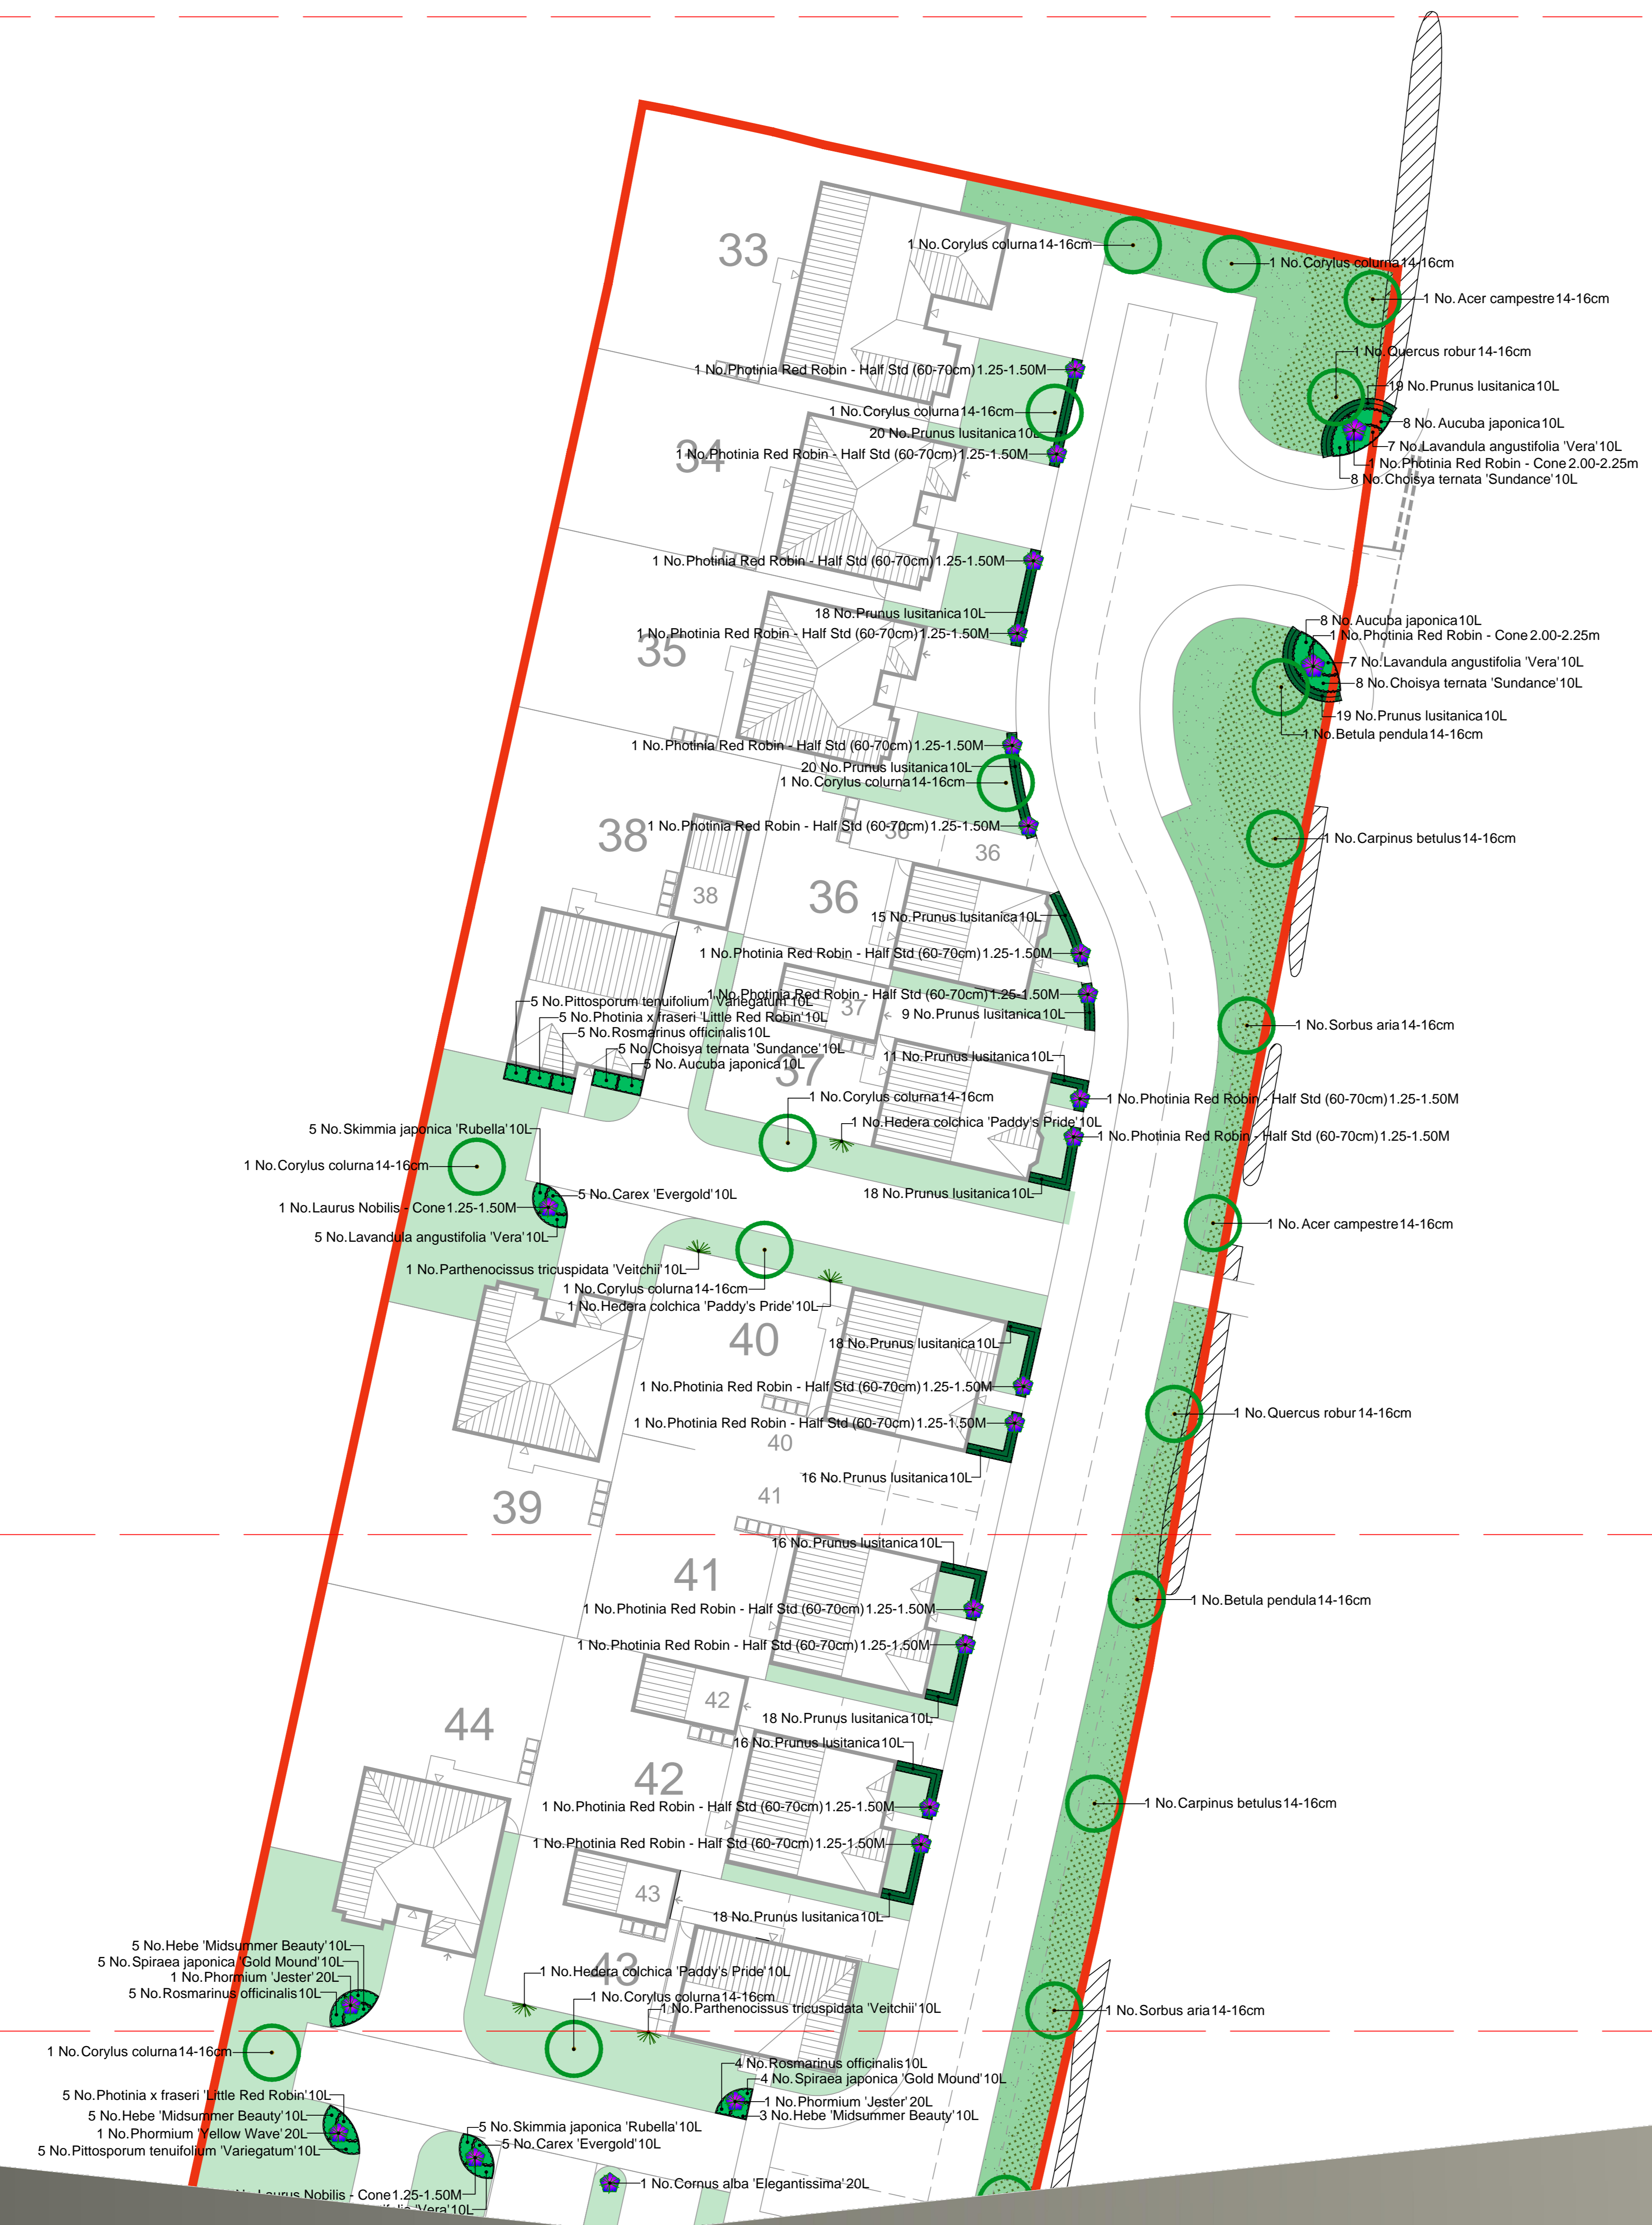 33
1 No. Corylus colurna 14-16cm
1 No. Corylus colurna 14-16cm
1 No. Acer campestre 14-16cm
1 No. Quercus robur 14-16cm
1 No. Photinia Red Robin - Half Std (60-70cm) 1.25-1.50M
19 No. Prunus lusitanica 10L
1 No. Corylus colurna 14-16cm
8 No. Aucuba japonica 10L
20 No. Prunus lusitanica 10L
7 No. Lavandula angustifolia 'Vera' 10L
34
1 No. Photinia Red Robin - Half Std (60-70cm) 1.25-1.50M
1 No. Photinia Red Robin - Cone 2.00-2.25m
8 No. Choisya ternata 'Sundance' 10L
1 No. Photinia Red Robin - Half Std (60-70cm) 1.25-1.50M
18 No. Prunus lusitanica 10L
8 No. Aucuba japonica 10L
1 No. Photinia Red Robin - Half Std (60-70cm) 1.25-1.50M
1 No. Photinia Red Robin - Cone 2.00-2.25m
35
7 No. Lavandula angustifolia 'Vera' 10L
8 No. Choisya ternata 'Sundance' 10L
19 No. Prunus lusitanica 10L
1 No. Betula pendula 14-16cm
1 No. Photinia Red Robin - Half Std (60-70cm) 1.25-1.50M
20 No. Prunus lusitanica 10L
1 No. Corylus colurna 14-16cm
1 No. Photinia Red Robin - Half Std (60-70cm) 1.25-1.50M
38
36
1 No. Carpinus betulus 14-16cm
36
38
36
15 No. Prunus lusitanica 10L
1 No. Photinia Red Robin - Half Std (60-70cm) 1.25-1.50M
1 No. Photinia Red Robin - Half Std (60-70cm) 1.25-1.50M
5 No. Pittosporum tenuifolium 'Variegatum' 10L
37
9 No. Prunus lusitanica 10L
5 No. Photinia x fraseri 'Little Red Robin' 10L
1 No. Sorbus aria 14-16cm
5 No. Rosmarinus officinalis 10L
5 No. Choisya ternata 'Sundance' 10L
11 No. Prunus lusitanica 10L
5 No. Aucuba japonica 10L
37
1 No. Corylus colurna 14-16cm
1 No. Photinia Red Robin - Half Std (60-70cm) 1.25-1.50M
1 No. Hedera colchica 'Paddy's Pride' 10L
5 No. Skimmia japonica 'Rubella' 10L
1 No. Photinia Red Robin - Half Std (60-70cm) 1.25-1.50M
1 No. Corylus colurna 14-16cm
5 No. Carex 'Evergold' 10L
18 No. Prunus lusitanica 10L
1 No. Laurus Nobilis - Cone 1.25-1.50M
1 No. Acer campestre 14-16cm
5 No. Lavandula angustifolia 'Vera' 10L
1 No. Parthenocissus tricuspidata 'Veitchii' 10L
1 No. Corylus colurna 14-16cm
1 No. Hedera colchica 'Paddy's Pride' 10L
40
18 No. Prunus lusitanica 10L
1 No. Photinia Red Robin - Half Std (60-70cm) 1.25-1.50M
1 No. Quercus robur 14-16cm
1 No. Photinia Red Robin - Half Std (60-70cm) 1.25-1.50M
40
16 No. Prunus lusitanica 10L
39
41
16 No. Prunus lusitanica 10L
41
1 No. Betula pendula 14-16cm
1 No. Photinia Red Robin - Half Std (60-70cm) 1.25-1.50M
1 No. Photinia Red Robin - Half Std (60-70cm) 1.25-1.50M
42
44
18 No. Prunus lusitanica 10L
16 No. Prunus lusitanica 10L
42
1 No. Carpinus betulus 14-16cm
1 No. Photinia Red Robin - Half Std (60-70cm) 1.25-1.50M
1 No. Photinia Red Robin - Half Std (60-70cm) 1.25-1.50M
43
18 No. Prunus lusitanica 10L
5 No. Hebe 'Midsummer Beauty' 10L
5 No. Spiraea japonica 'Gold Mound' 10L
43
1 No. Hedera colchica 'Paddy's Pride' 10L
1 No. Phormium 'Jester' 20L
5 No. Rosmarinus officinalis 10L
1 No. Corylus colurna 14-16cm
1 No. Parthenocissus tricuspidata 'Veitchii' 10L
1 No. Sorbus aria 14-16cm
1 No. Corylus colurna 14-16cm
4 No. Rosmarinus officinalis 10L
4 No. Spiraea japonica 'Gold Mound' 10L
5 No. Photinia x fraseri 'Little Red Robin' 10L
1 No. Phormium 'Jester' 20L
5 No. Hebe 'Midsummer Beauty' 10L
3 No. Hebe 'Midsummer Beauty' 10L
5 No. Skimmia japonica 'Rubella' 10L
1 No. Phormium 'Yellow Wave' 20L
5 No. Carex 'Evergold' 10L
5 No. Pittosporum tenuifolium 'Variegatum' 10L
1 No. Cornus alba 'Elegantissima' 20L
Laurus Nobilis - Cone 1.25-1.50M
'Vera' 10L